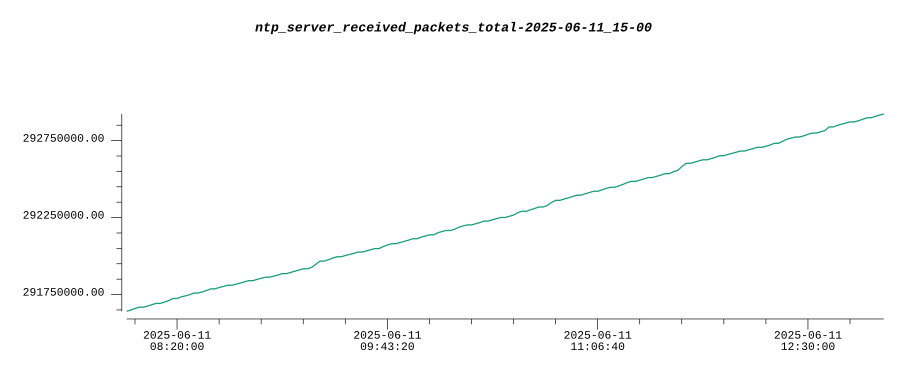 ntp_server_received_packets_total-2025-06-11_15-00
292750000.00
292250000.00
291750000.00
2025-06-11 2025-06-11 2025-06-11 2025-06-11
08:20:00 09:43:20 11:06:40 12:30:00